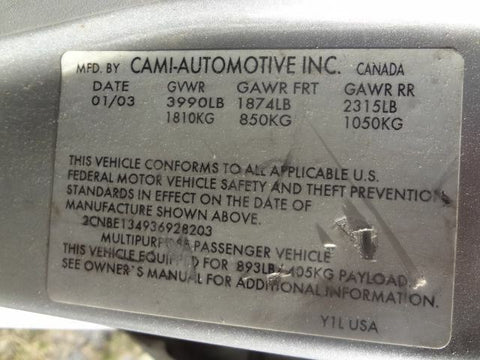 MFD. BY CAMI-AUTOMOTIVE INC. CANADA
DATE GVWR GAWR FRT GAWR RR
01/03 3990LB 1874LB 2315LB
1810KG 850KG 1050KG
THIS VEHICLE CONFORMS TO ALL APPLICABLE U.S.
FEDERAL MOTOR VEHICLE SAFETY AND THEFT PREVENTION
STANDARDS IN EFFECT ON THE DATE OF
MANUFACTURE SHOWN ABOVE.
2CNBE134936928203
MULTIPURPOSE PASSENGER VEHICLE
THIS VEHICLE EQUIPPED FOR 893LB/405KG PAYLOAD.
SEE OWNER'S MANUAL FOR ADDITIONAL INFORMATION.
Y1L USA